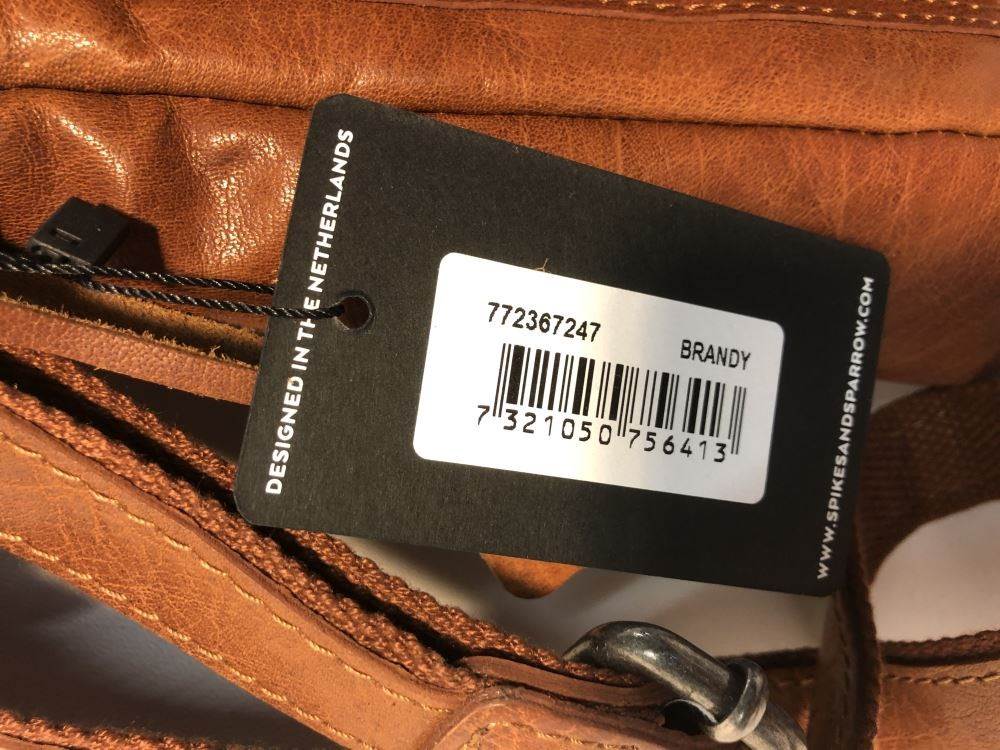 DESIGNED IN THE NETHERLANDS
772367247
BRANDY
7 321050 756413
WWW.SPIKESANDSPARROW.COM